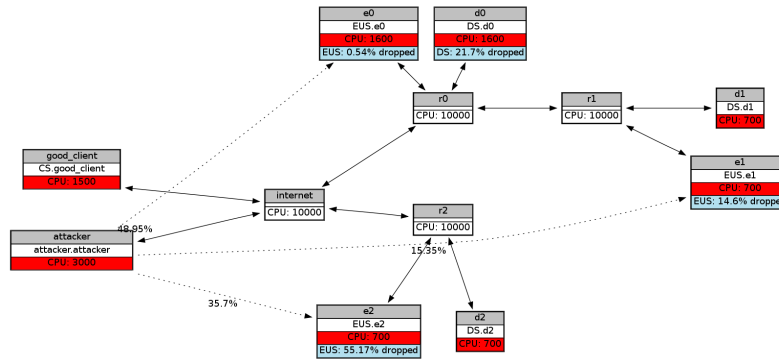 e0
EUS.e0
CPU: 1600
EUS: 0.54% dropped
d0
DS.d0
CPU: 1600
DS: 21.7% dropped
r0
CPU: 10000
r1
CPU: 10000
d1
DS.d1
CPU: 700
e1
EUS.e1
CPU: 700
EUS: 14.6% dropped
good_client
CS.good_client
CPU: 1500
internet
CPU: 10000
r2
CPU: 10000
48.95%
attacker
attacker.attacker
CPU: 3000
15.35%
35.7%
e2
EUS.e2
CPU: 700
EUS: 55.17% dropped
d2
DS.d2
CPU: 700